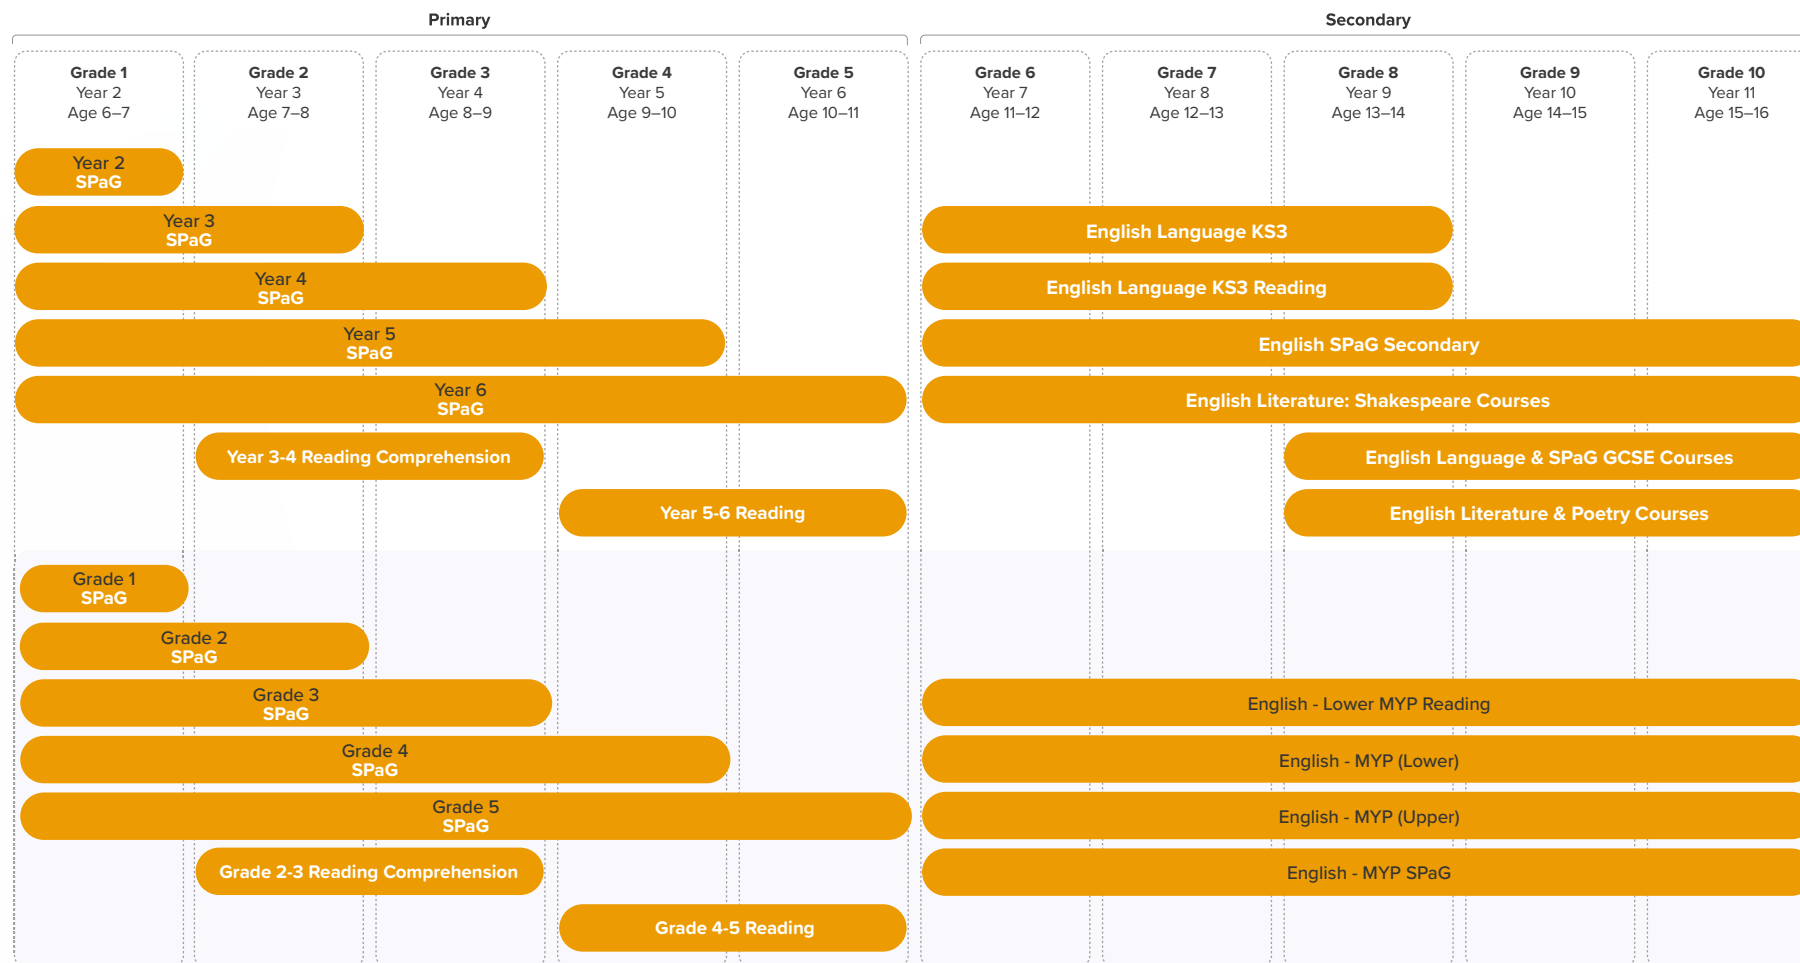 Primary
Secondary
Grade 1
Year 2
Age 6–7
Grade 2
Year 3
Age 7–8
Grade 3
Year 4
Age 8–9
Grade 4
Year 5
Age 9–10
Grade 5
Year 6
Age 10–11
Grade 6
Year 7
Age 11–12
Grade 7
Year 8
Age 12–13
Grade 8
Year 9
Age 13–14
Grade 9
Year 10
Age 14–15
Grade 10
Year 11
Age 15–16
Year 2
SPaG
Year 3
SPaG
English Language KS3
Year 4
SPaG
English Language KS3 Reading
Year 5
SPaG
English SPaG Secondary
Year 6
SPaG
English Literature: Shakespeare Courses
Year 3-4 Reading Comprehension
English Language & SPaG GCSE Courses
Year 5-6 Reading
English Literature & Poetry Courses
Grade 1
SPaG
Grade 2
SPaG
Grade 3
SPaG
English - Lower MYP Reading
Grade 4
SPaG
English - MYP (Lower)
Grade 5
SPaG
English - MYP (Upper)
Grade 2-3 Reading Comprehension
English - MYP SPaG
Grade 4-5 Reading